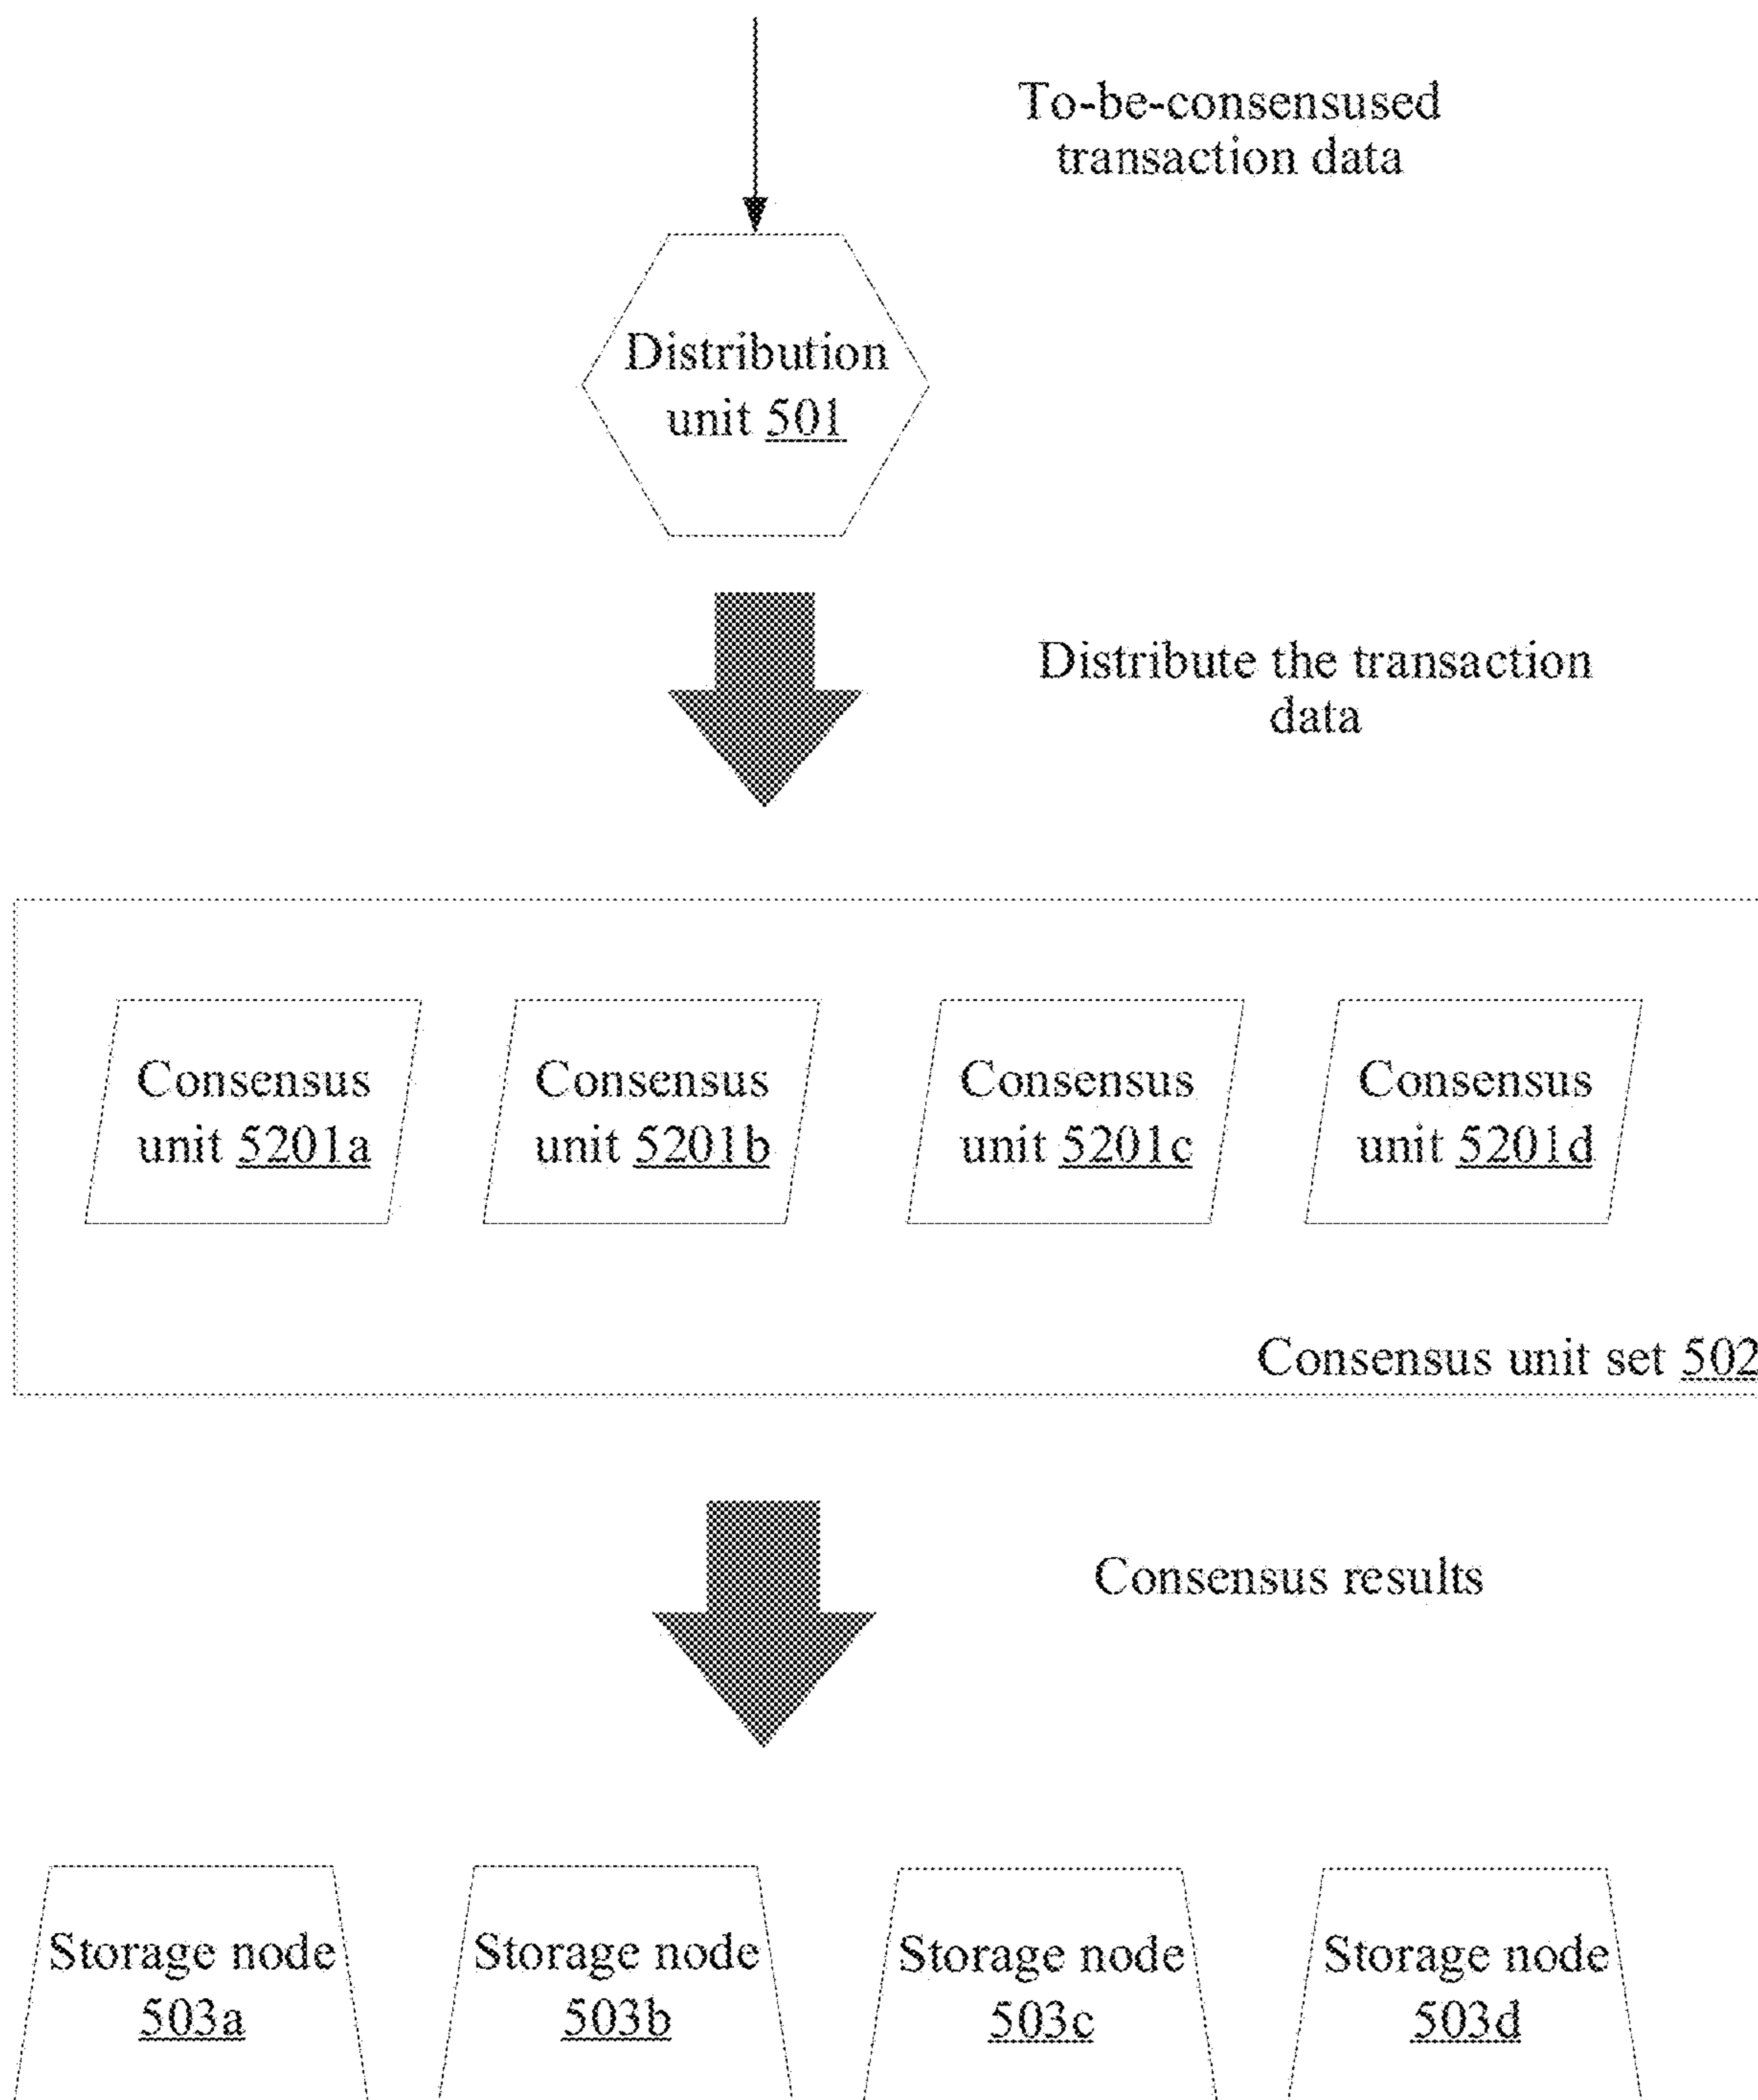 To-be-consensused
transaction data
Distribution
unit 501
Distribute the transaction
data
Consensus
unit 5201a
Consensus
unit 5201b
Consensus
unit 5201c
Consensus
unit 5201d
Consensus unit set 502
Consensus results
Storage node
503a
Storage node
503b
Storage node
503c
Storage node
503d